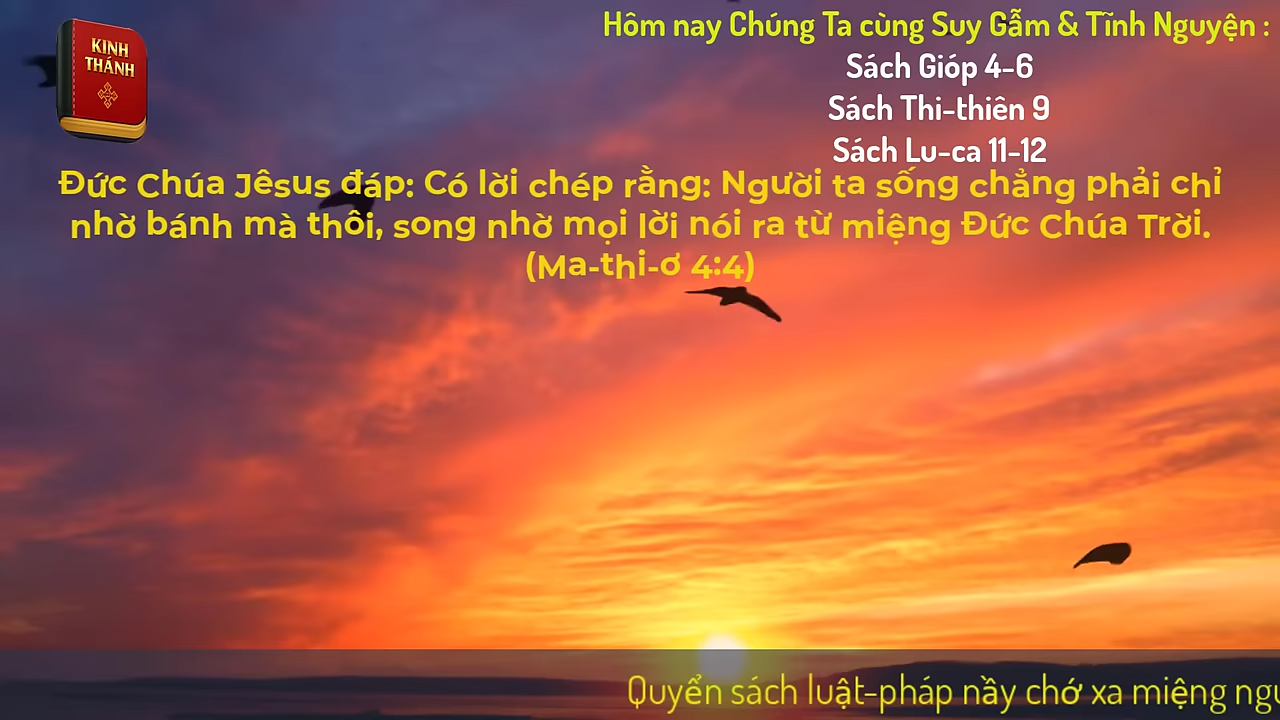 KINH
THÁNH
Hôm nay Chúng Ta cùng Suy Gẫm & Tĩnh Nguyện :
Sách Gióp 4-6
Sách Thi-thiên 9
Sách Lu-ca 11-12
Đức Chúa Jêsus đáp: Có lời chép rằng: Người ta sống chẳng phải chỉ
nhờ bánh mà thôi, song nhờ mọi lời nói ra từ miệng Đức Chúa Trời.
(Ma-thi-ơ 4:4)
Quyển sách luật-pháp nầy chớ xa miệng